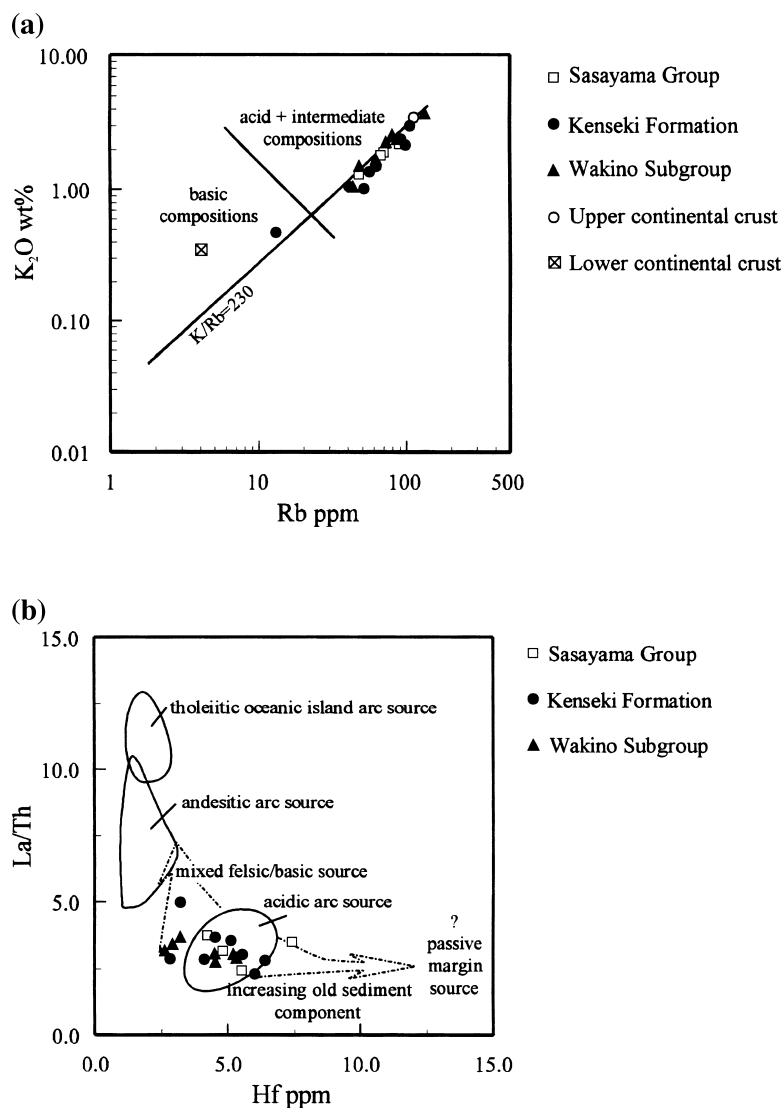 (a)
10.00
1.00
0.10
0.01
K₂O wt%
acid + intermediate
compositions
basic
compositions
K/Rb=230
1
10
100
500
Rb ppm
Sasayama Group
Kenseki Formation
Wakino Subgroup
Upper continental crust
Lower continental crust
(b)
15.0
10.0
5.0
0.0
La/Th
tholeiitic oceanic island arc source
andesitic arc source
mixed felsic/basic source
acidic arc source
?
passive
margin
source
increasing old sediment
component
0.0
5.0
10.0
15.0
Hf ppm
Sasayama Group
Kenseki Formation
Wakino Subgroup